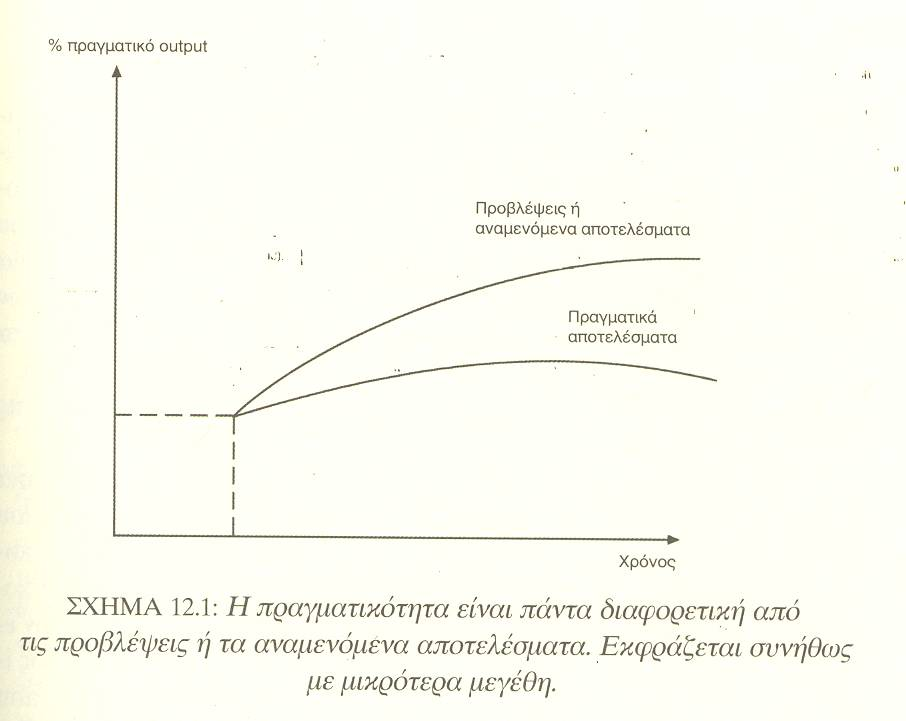 % πραγματικό output
Προβλέψεις ή
αναμενόμενα αποτελέσματα
Πραγματικά
αποτελέσματα
Χρόνος
ΣΧΗΜΑ 12.1: Η πραγματικότητα είναι πάντα διαφορετική από
τις προβλέψεις ή τα αναμενόμενα αποτελέσματα. Εκφράζεται συνήθως
με μικρότερα μεγέθη.